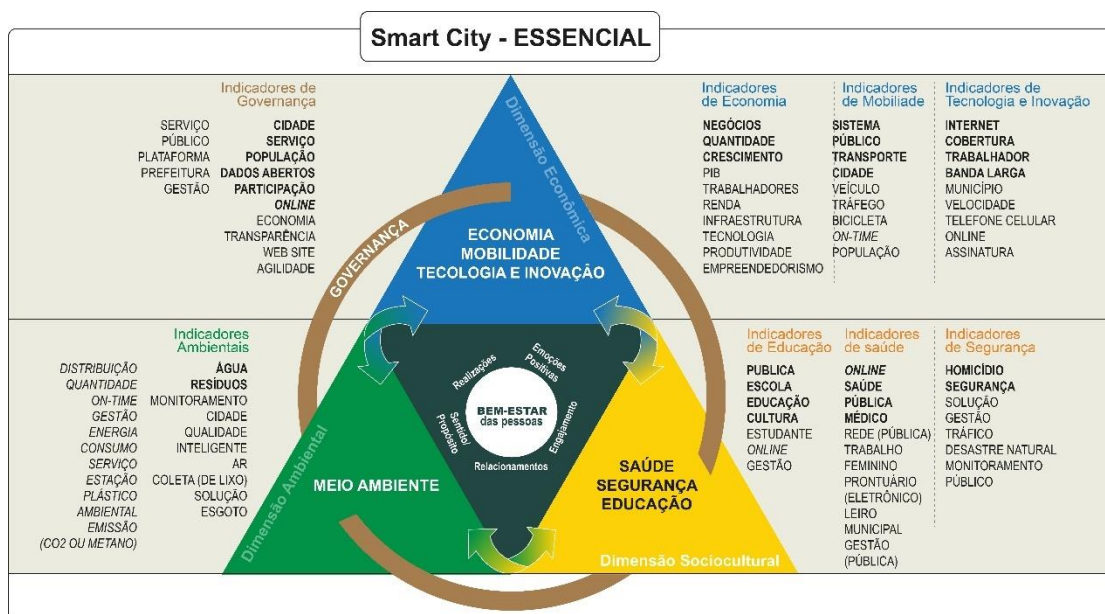 Smart City - ESSENCIAL
Indicadores de
Governança
SERVIÇO
PÚBLICO
PLATAFORMA
PREFEITURA
GESTÃO
CIDADE
SERVIÇO
POPULAÇÃO
DADOS ABERTOS
PARTICIPAÇÃO
ONLINE
ECONOMIA
TRANSPARÊNCIA
WEB SITE
AGILIDADE
GOVERNANÇA
Dimensão Econômica
ECONOMIA
MOBILIDADE
TECOLOGIA E INOVAÇÃO
Indicadores
de Economia
NEGÓCIOS
QUANTIDADE
CRESCIMENTO
PIB
TRABALHADORES
RENDA
INFRAESTRUTURA
TECNOLOGIA
PRODUTIVIDADE
EMPREENDEDORISMO
Indicadores
de Mobiliade
SISTEMA
PÚBLICO
TRANSPORTE
CIDADE
VEÍCULO
TRÁFEGO
BICICLETA
ON-TIME
POPULAÇÃO
Indicadores de
Tecnologia e Inovação
INTERNET
COBERTURA
TRABALHADOR
BANDA LARGA
MUNICÍPIO
VELOCIDADE
TELEFONE CELULAR
ONLINE
ASSINATURA
Indicadores
Ambientais
DISTRIBUIÇÃO
QUANTIDADE
ON-TIME
GESTÃO
ENERGIA
CONSUMO
SERVIÇO
ESTAÇÃO
PLÁSTICO
AMBIENTAL
EMISSÃO
(CO2 OU METANO)
ÁGUA
RESÍDUOS
MONITORAMENTO
CIDADE
QUALIDADE
INTELIGENTE
AR
COLETA (DE LIXO)
SOLUÇÃO
ESGOTO
Dimensão Ambiental
MEIO AMBIENTE
Realizações
Emoções
Positivas
Sentido/
Propósito
BEM-ESTAR
das pessoas
Engajamento
Relacionamentos
SAÚDE
SEGURANÇA
EDUCAÇÃO
Dimensão Sociocultural
Indicadores
de Educação
PUBLICA
ESCOLA
EDUCAÇÃO
CULTURA
ESTUDANTE
ONLINE
GESTÃO
Indicadores
de saúde
ONLINE
SAÚDE
PÚBLICA
MÉDICO
REDE (PÚBLICA)
TRABALHO
FEMININO
PRONTUÁRIO
(ELETRÔNICO)
LEIRO
MUNICIPAL
GESTÃO
(PÚBLICA)
Indicadores
de Segurança
HOMICÍDIO
SEGURANÇA
SOLUÇÃO
GESTÃO
TRÁFICO
DESASTRE NATURAL
MONITORAMENTO
PÚBLICO